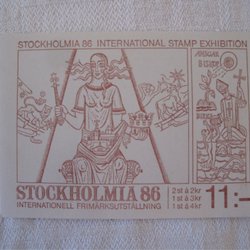 STOCKHOLMIA 86 INTERNATIONAL STAMP EXHIBITION
STOCKHOLMIA 86
INTERNATIONELL FRIMÄRKSUTSTÄLLNING
2 st à 2kr
1 st à 3kr
1 st à 4kr
11:-